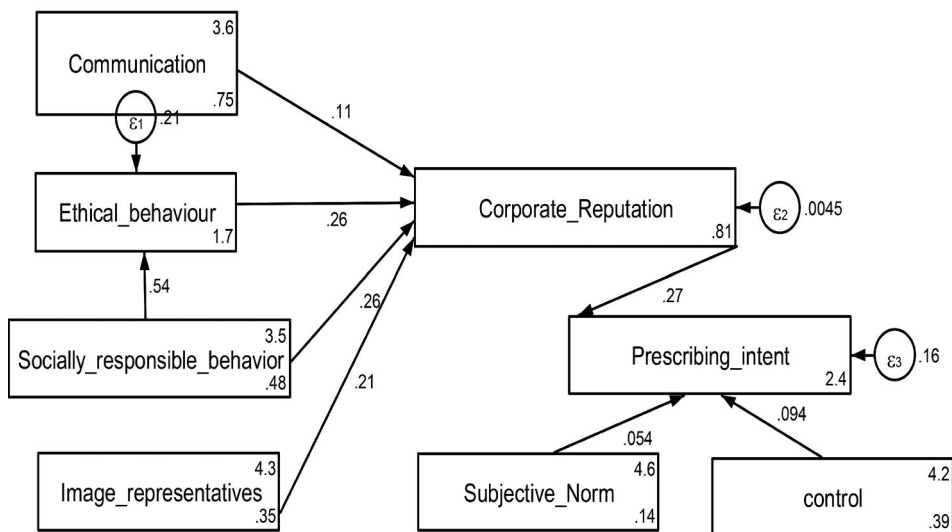 3.6
Communication
.75
ε1 .21
.11
Ethical_behaviour
1.7
.26
Corporate_Reputation
.81
ε2 .0045
.54
.26
.27
3.5
Socially_responsible_behavior
.48
.21
Prescribing_intent
2.4
ε3 .16
.054
.094
4.3
Image_representatives
.35
4.6
Subjective_Norm
.14
4.2
control
.39